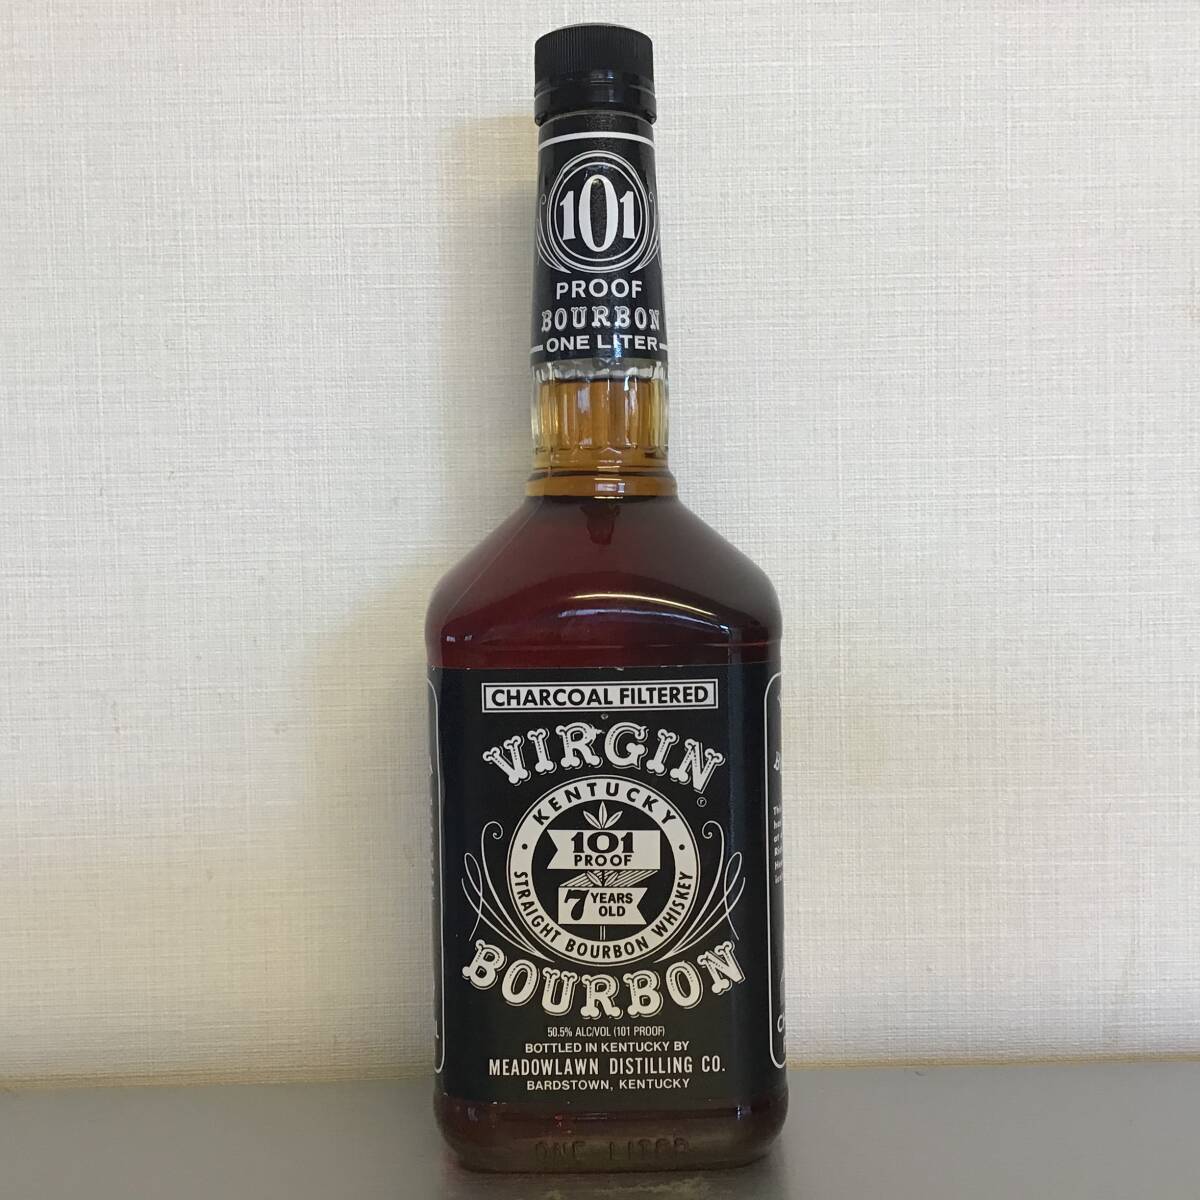 101
PROOF
BOURBON
ONE LITER
CHARCOAL FILTERED
VIRGIN
KENTUCKY
101
PROOF
7 YEARS OLD
STRAIGHT BOURBON WHISKEY
BOURBON
50.5% ALC/VOL (101 PROOF)
BOTTLED IN KENTUCKY BY
MEADOWLAWN DISTILLING CO.
BARDSTOWN, KENTUCKY
ONE LITER